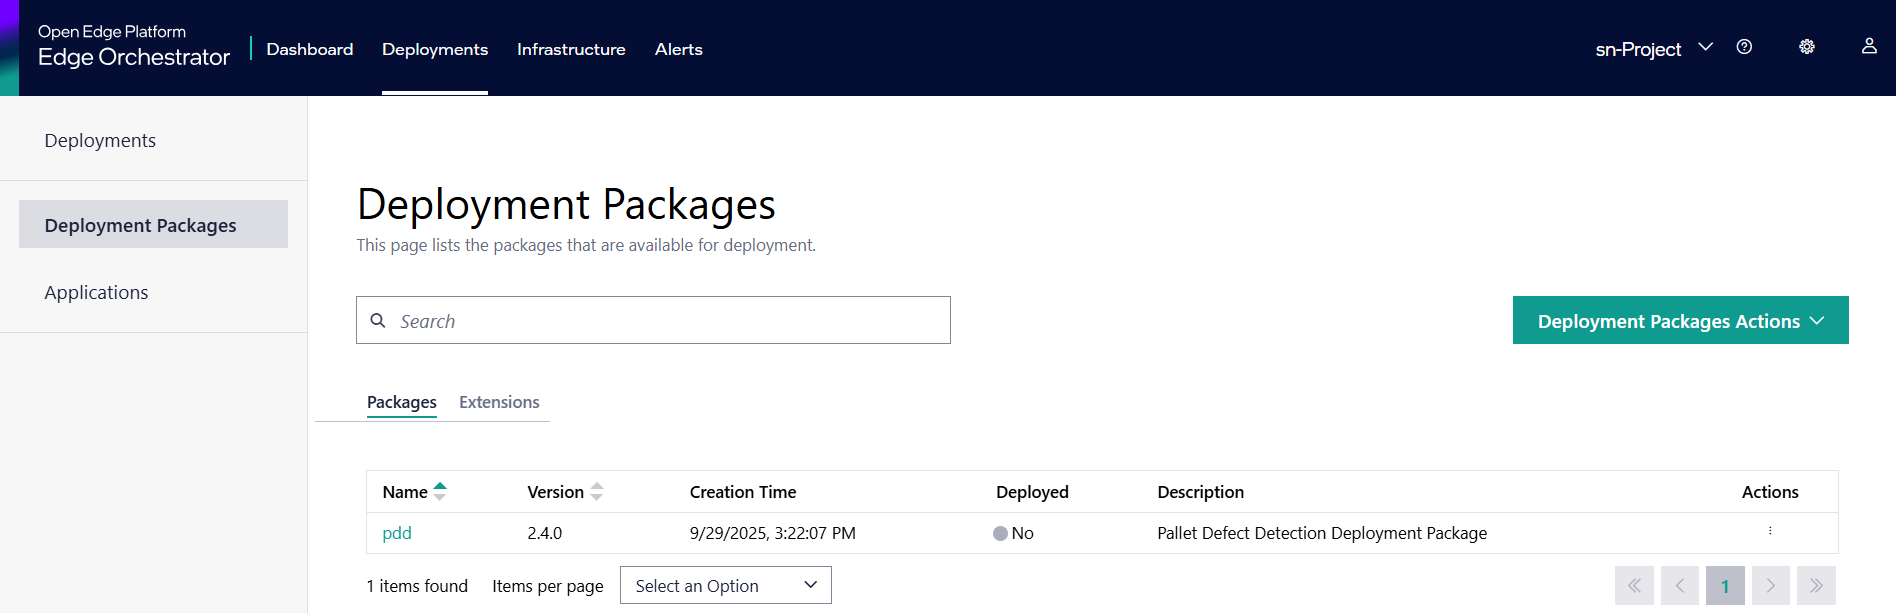 Open Edge Platform
Edge Orchestrator
Dashboard Deployments Infrastructure Alerts
sn-Project
Deployments
Deployment Packages
Applications
Deployment Packages
This page lists the packages that are available for deployment.
Search
Deployment Packages Actions
Packages Extensions
Name Version Creation Time Deployed Description Actions
pdd 2.4.0 9/29/2025, 3:22:07 PM No Pallet Defect Detection Deployment Package
1 items found Items per page Select an Option 1